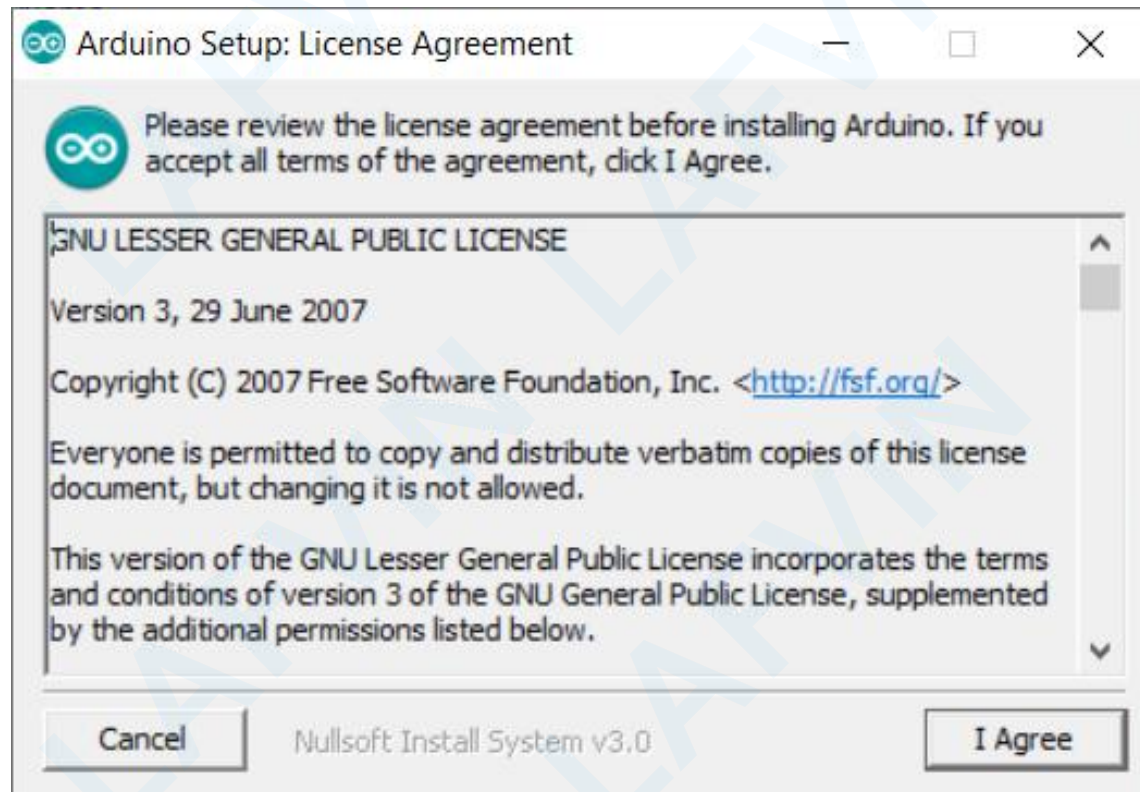 Arduino Setup: License Agreement
Please review the license agreement before installing Arduino. If you
accept all terms of the agreement, click I Agree.
GNU LESSER GENERAL PUBLIC LICENSE
Version 3, 29 June 2007
Copyright (C) 2007 Free Software Foundation, Inc. <http://fsf.org/>
Everyone is permitted to copy and distribute verbatim copies of this license
document, but changing it is not allowed.
This version of the GNU Lesser General Public License incorporates the terms
and conditions of version 3 of the GNU General Public License, supplemented
by the additional permissions listed below.
Cancel
Nullsoft Install System v3.0
I Agree
LAFVIN
LAFVIN
LAFVIN
LAFVIN